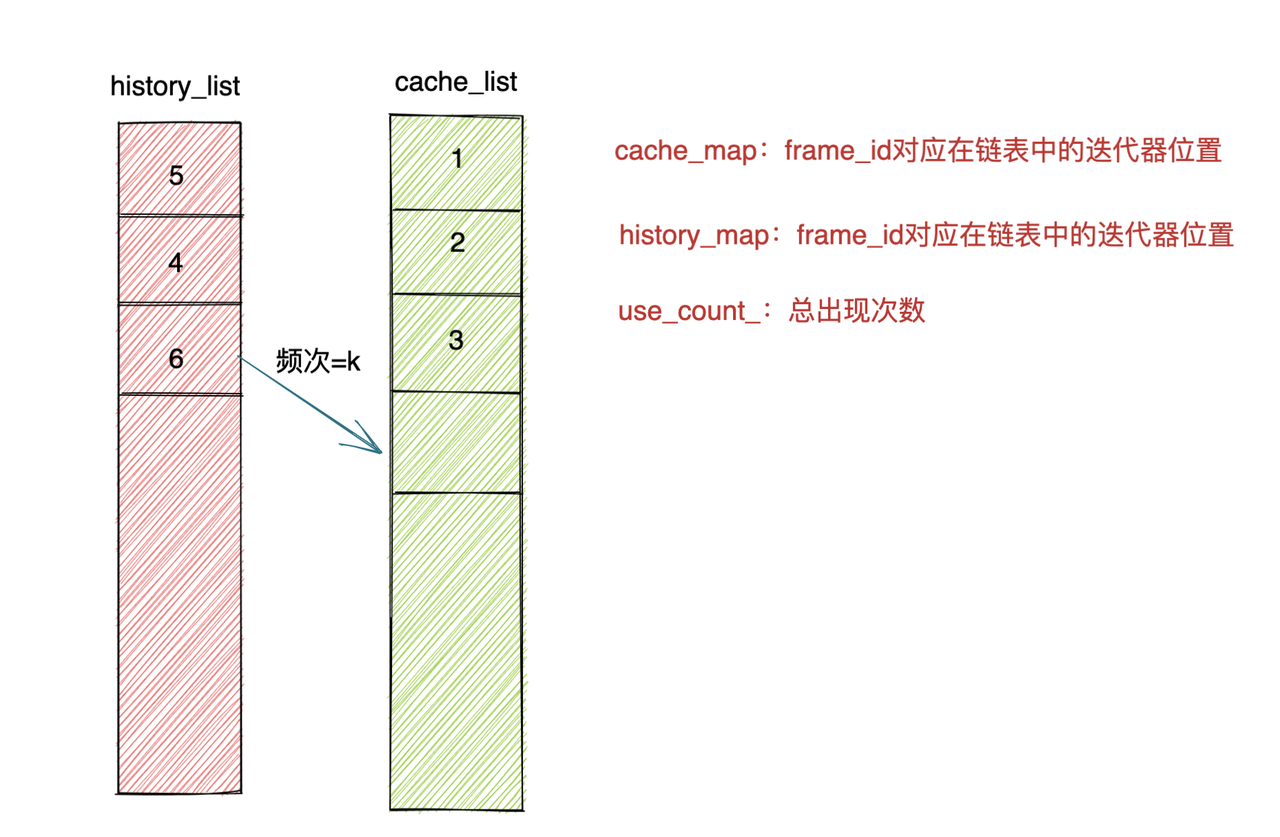 history_list
cache_list
5
4
6
频次=k
1
2
3
cache_map：frame_id对应在链表中的迭代器位置
history_map：frame_id对应在链表中的迭代器位置
use_count_：总出现次数